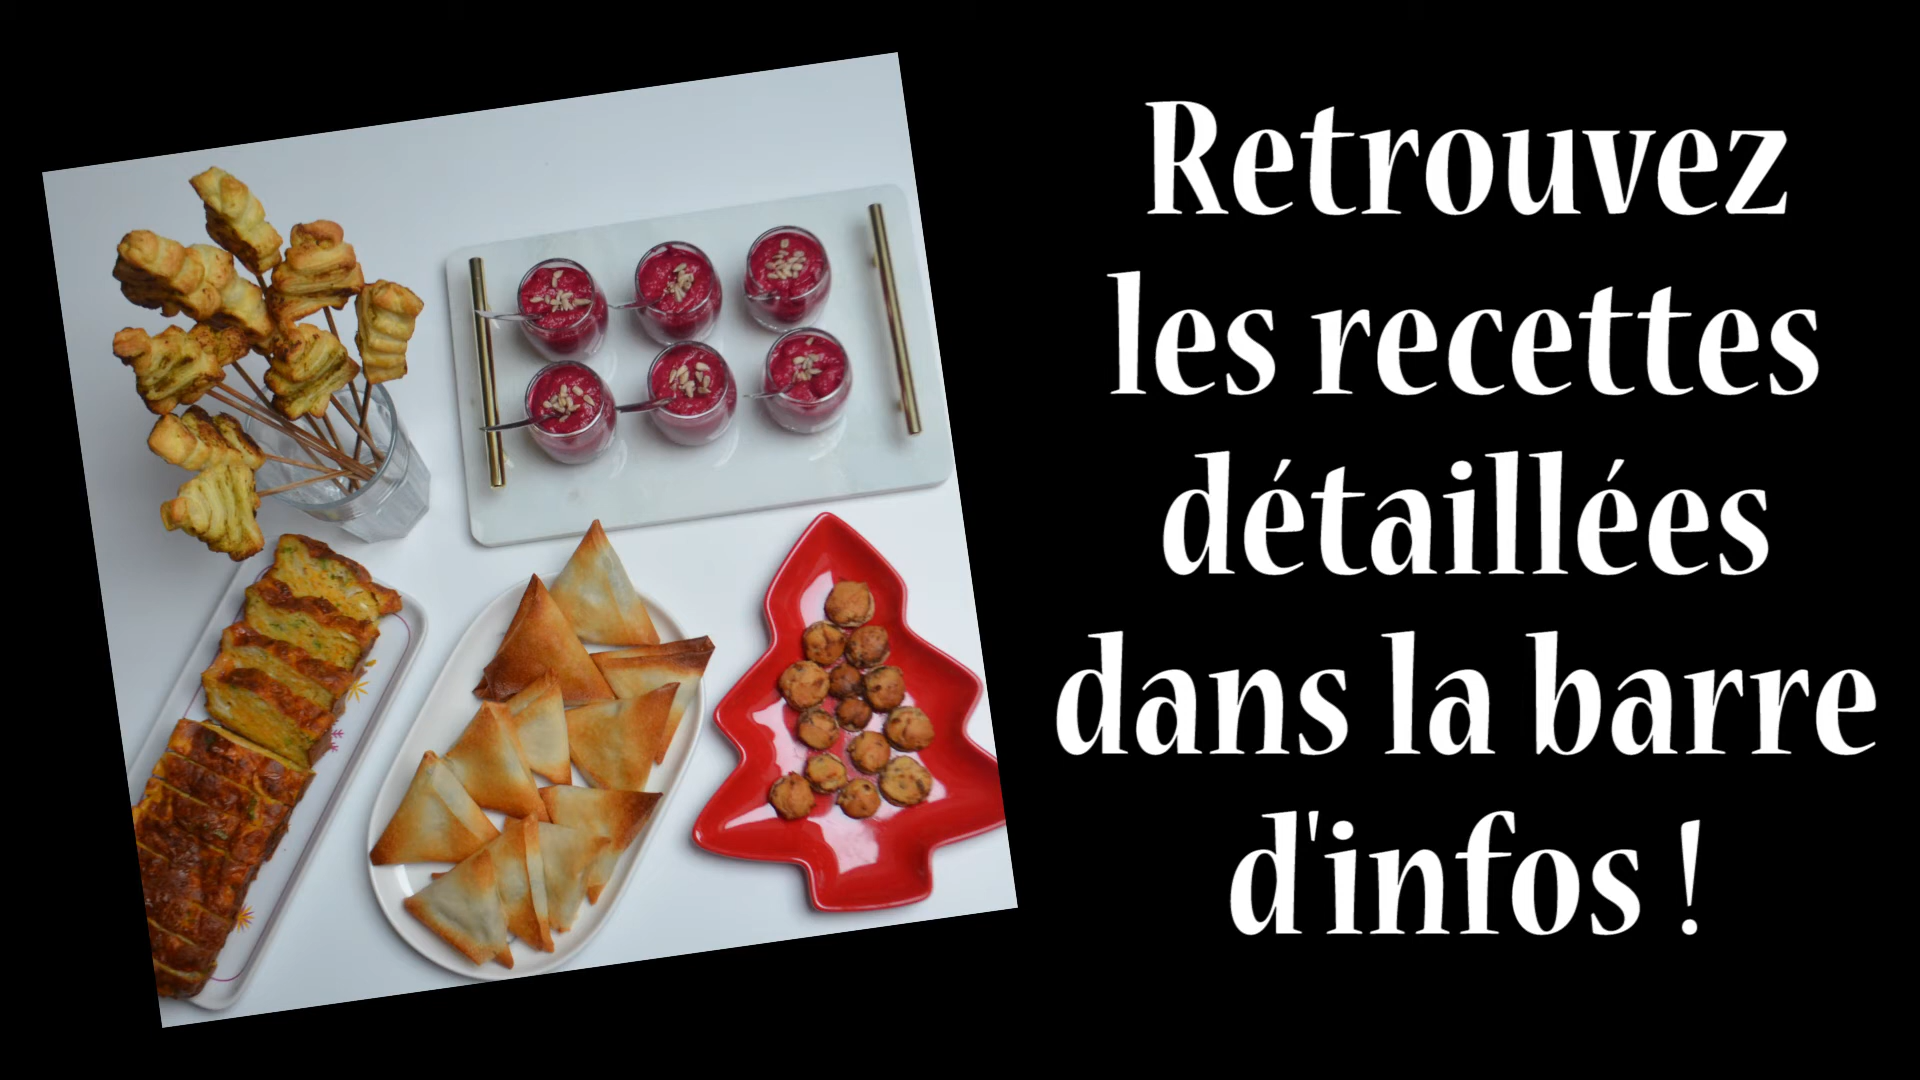 Retrouvez
les recettes
détaillées
dans la barre
d'infos !